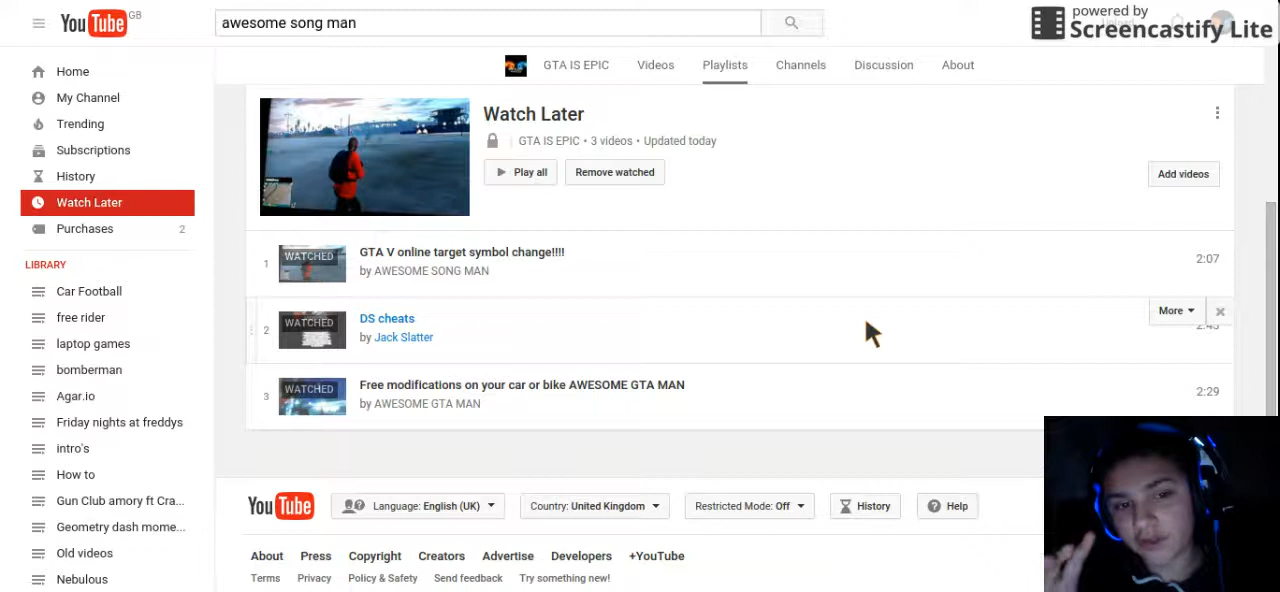 YouTube GB
awesome song man
powered by
Screencastify Lite
Home
My Channel
Trending
Subscriptions
History
Watch Later
Purchases 2
LIBRARY
Car Football
free rider
laptop games
bomberman
Agar.io
Friday nights at freddys
intro's
How to
Gun Club amory ft Cra...
Geometry dash mome...
Old videos
Nebulous
GTA IS EPIC Videos Playlists Channels Discussion About
Watch Later
GTA IS EPIC • 3 videos • Updated today
Play all Remove watched Add videos
1 WATCHED GTA V online target symbol change!!!! 2:07
by AWESOME SONG MAN
2 WATCHED DS cheats More
by Jack Slatter
3 WATCHED Free modifications on your car or bike AWESOME GTA MAN 2:29
by AWESOME GTA MAN
YouTube Language: English (UK) Country: United Kingdom Restricted Mode: Off History Help
About Press Copyright Creators Advertise Developers +YouTube
Terms Privacy Policy & Safety Send feedback Try something new!